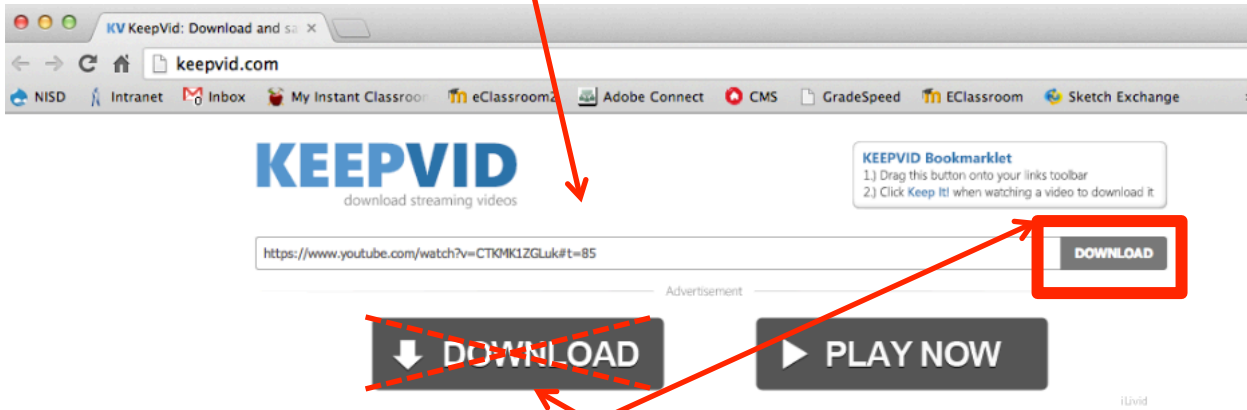 KV KeepVid: Download and sa
keepvid.com
NISD Intranet Inbox My Instant Classroo eClassroom2 Adobe Connect CMS GradeSpeed EClassroom Sketch Exchange
KEEPVID
download streaming videos
KEEPVID Bookmarklet
1.) Drag this button onto your links toolbar
2.) Click Keep It! when watching a video to download it
https://www.youtube.com/watch?v=CTKMK1ZGLuk#t=85 DOWNLOAD
Advertisement
DOWNLOAD PLAY NOW
iLivid